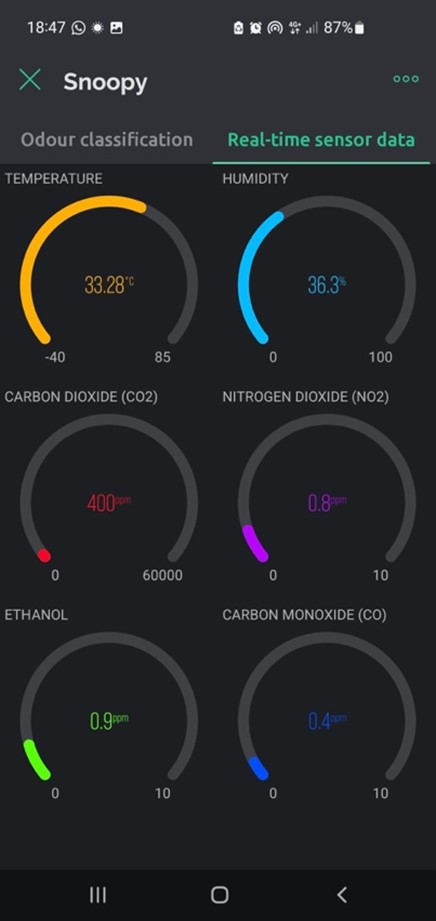 18:47 4G+ 87%
Snoopy
Odour classification Real-time sensor data
TEMPERATURE HUMIDITY
33.28°C 36.3%
-40 85 0 100
CARBON DIOXIDE (CO2) NITROGEN DIOXIDE (NO2)
400ppm 0.8ppm
0 60000 0 10
ETHANOL CARBON MONOXIDE (CO)
0.9ppm 0.4ppm
0 10 0 10